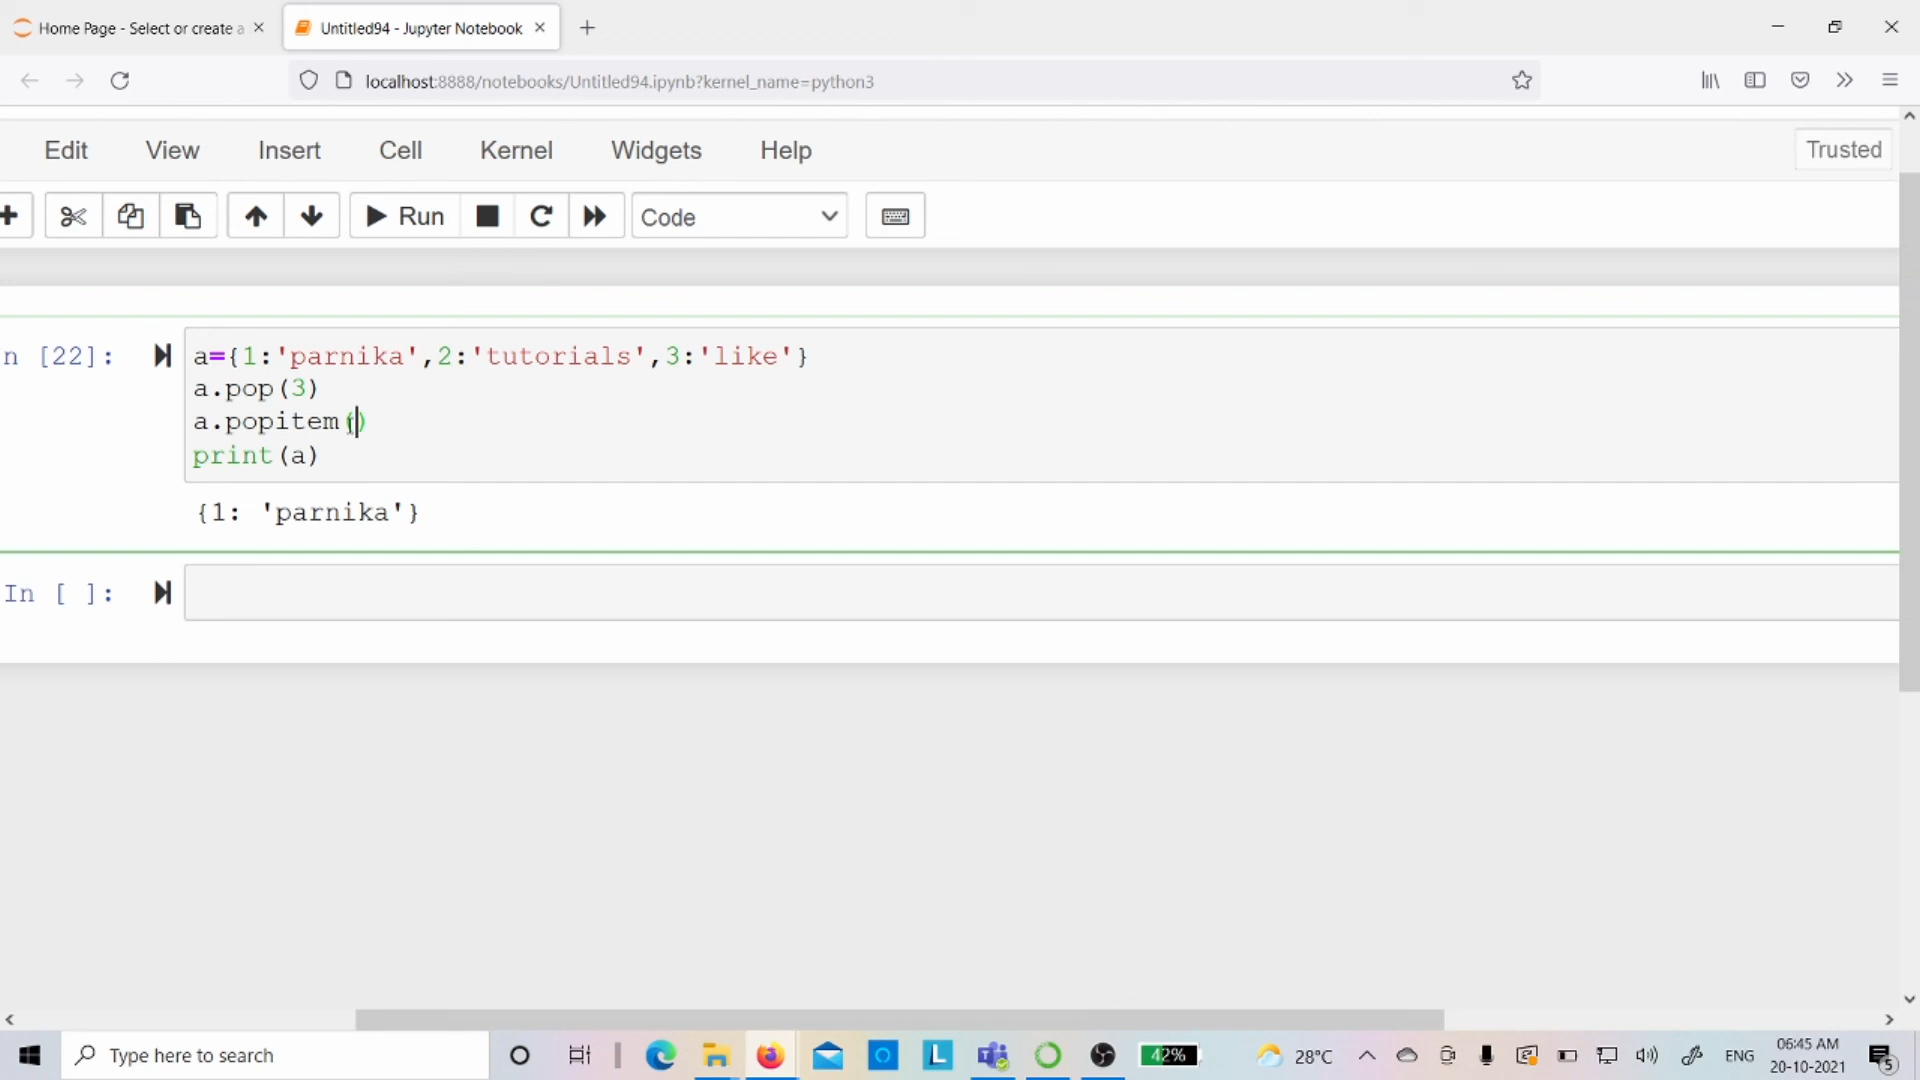 Home Page - Select or create a
Untitled94 - Jupyter Notebook
localhost:8888/notebooks/Untitled94.ipynb?kernel_name=python3
Edit View Insert Cell Kernel Widgets Help Trusted
Run Code
n [22]:
a={1:'parnika',2:'tutorials',3:'like'}
a.pop(3)
a.popitem()
print(a)
{1: 'parnika'}
In [ ]:
Type here to search
L
42%
28°C
ENG
06:45 AM
20-10-2021
5